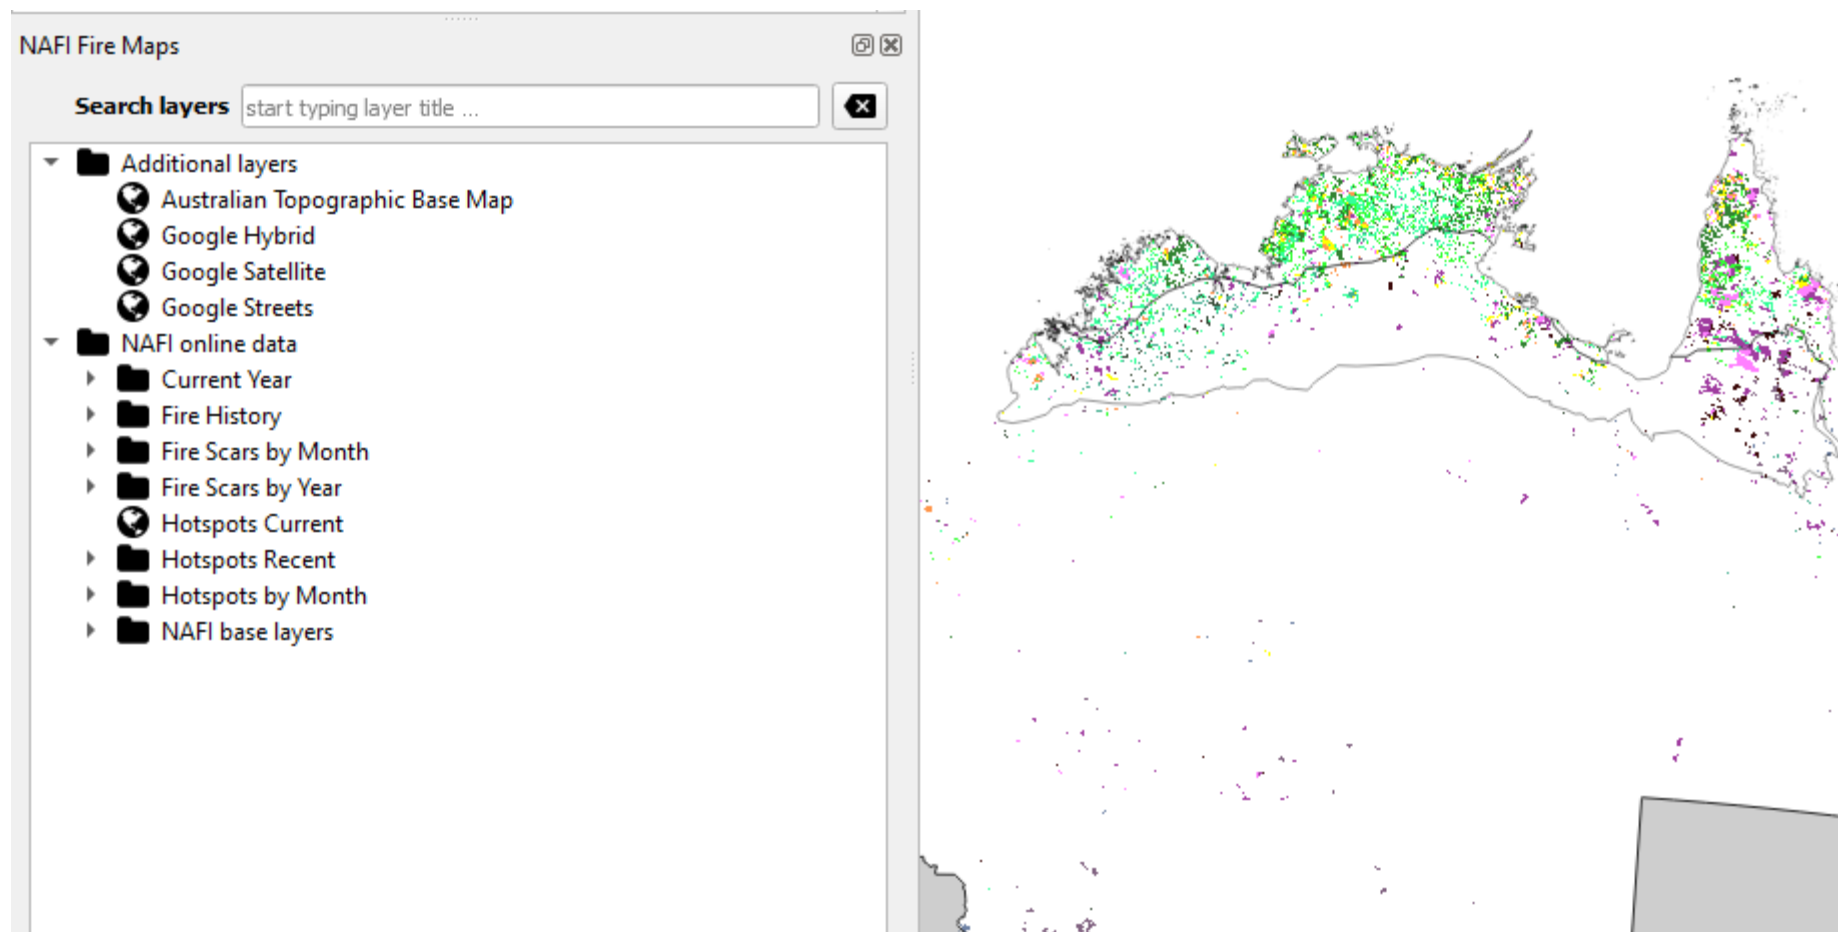 NAFI Fire Maps
Search layers start typing layer title ...
Additional layers
Australian Topographic Base Map
Google Hybrid
Google Satellite
Google Streets
NAFI online data
Current Year
Fire History
Fire Scars by Month
Fire Scars by Year
Hotspots Current
Hotspots Recent
Hotspots by Month
NAFI base layers